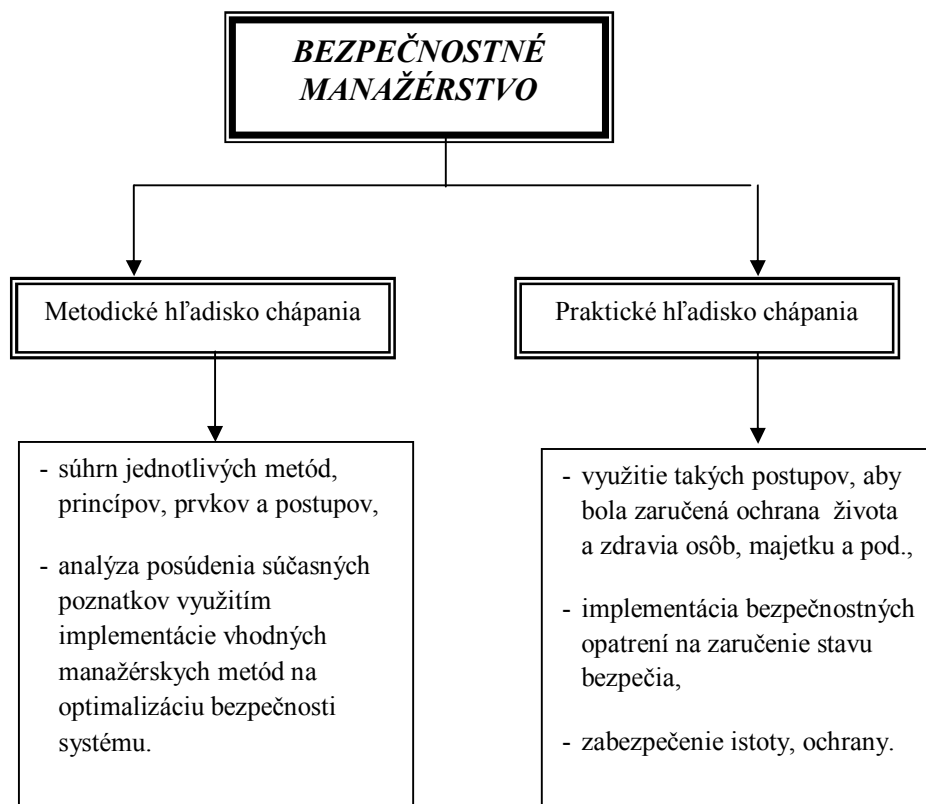 BEZPEČNOSTNÉ
MANAŽÉRSTVO
Metodické hľadisko chápania
Praktické hľadisko chápania
- súhrn jednotlivých metód,
princípov, prvkov a postupov,
- analýza posúdenia súčasných
poznatkov využitím
implementácie vhodných
manažérskych metód na
optimalizáciu bezpečnosti
systému.
- využitie takých postupov, aby
bola zaručená ochrana života
a zdravia osôb, majetku a pod.,
- implementácia bezpečnostných
opatrení na zaručenie stavu
bezpečia,
- zabezpečenie istoty, ochrany.